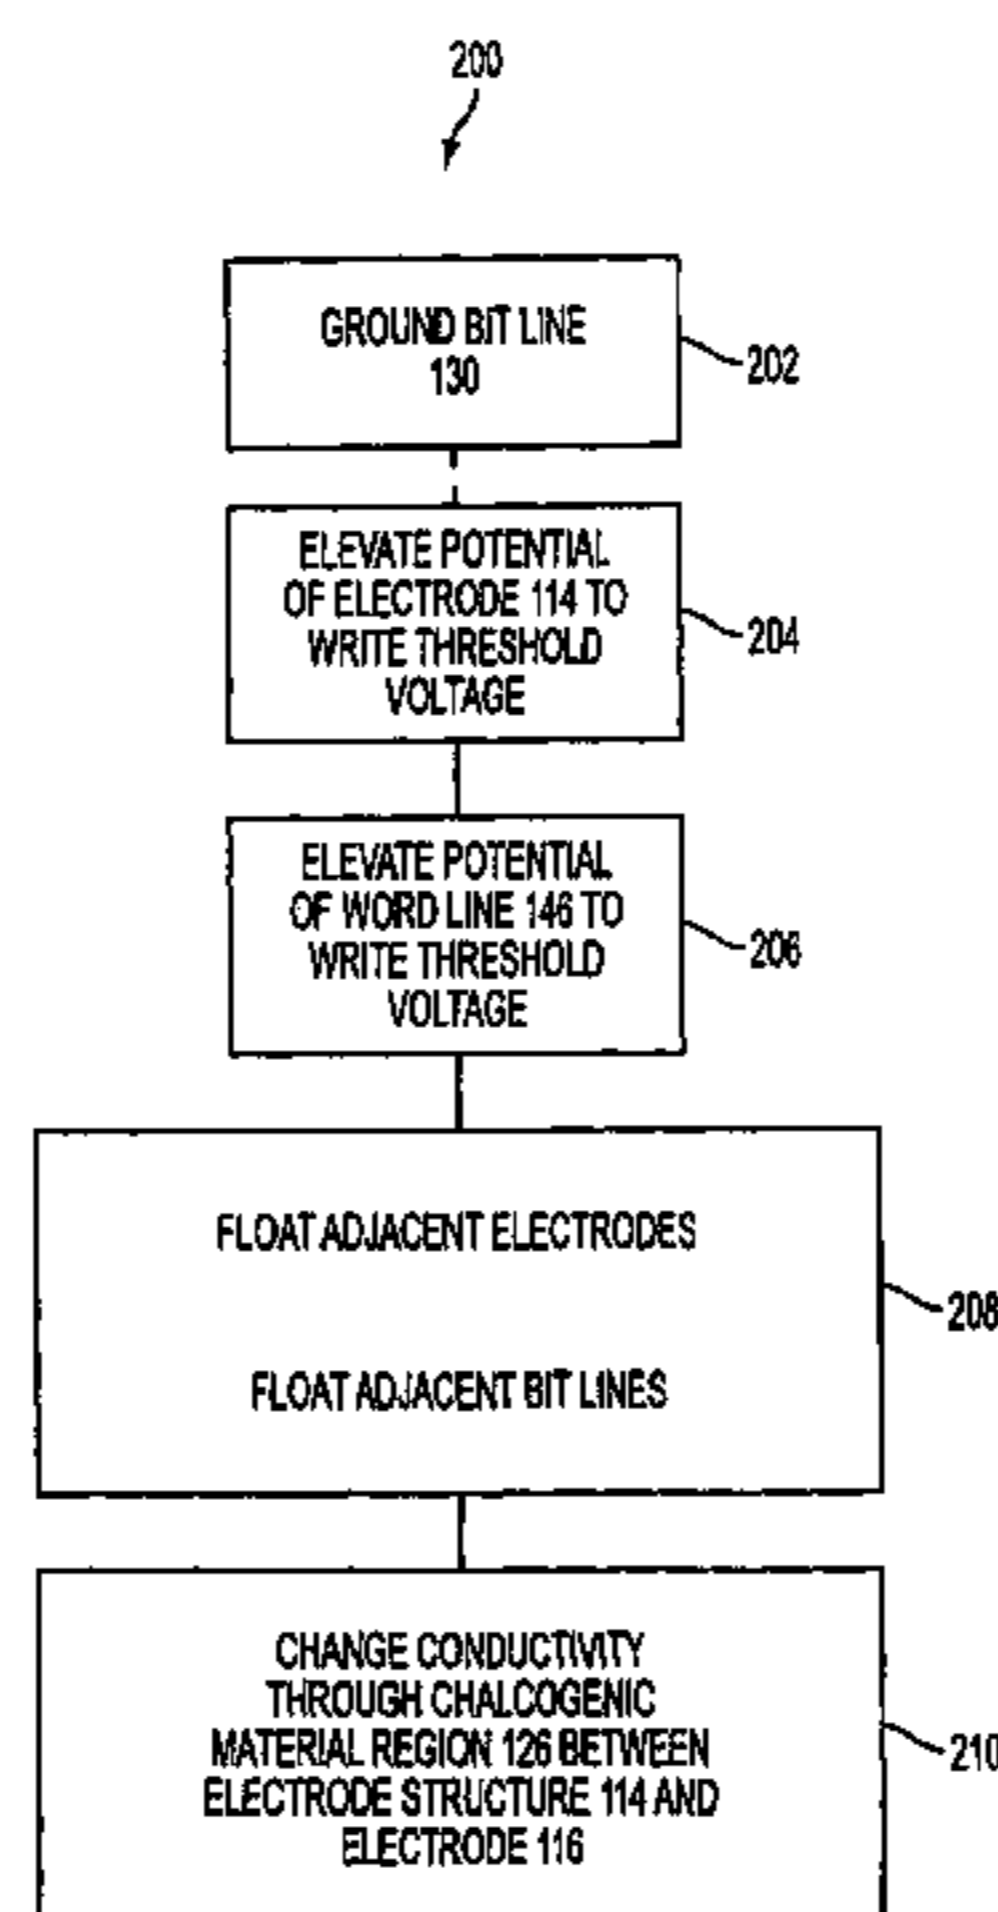 200
GROUND BIT LINE
130
202
ELEVATE POTENTIAL
OF ELECTRODE 114 TO
WRITE THRESHOLD
VOLTAGE
204
ELEVATE POTENTIAL
OF WORD LINE 146 TO
WRITE THRESHOLD
VOLTAGE
206
FLOAT ADJACENT ELECTRODES
FLOAT ADJACENT BIT LINES
208
CHANGE CONDUCTIVITY
THROUGH CHALCOGENIC
MATERIAL REGION 126 BETWEEN
ELECTRODE STRUCTURE 114 AND
ELECTRODE 116
210